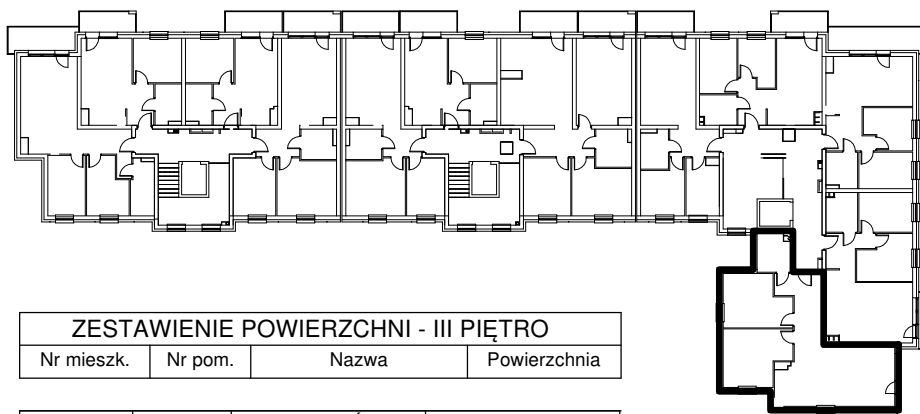 ZESTAWIENIE POWIERZCHNI - III PIĘTRO
Nr mieszk. Nr pom. Nazwa Powierzchnia